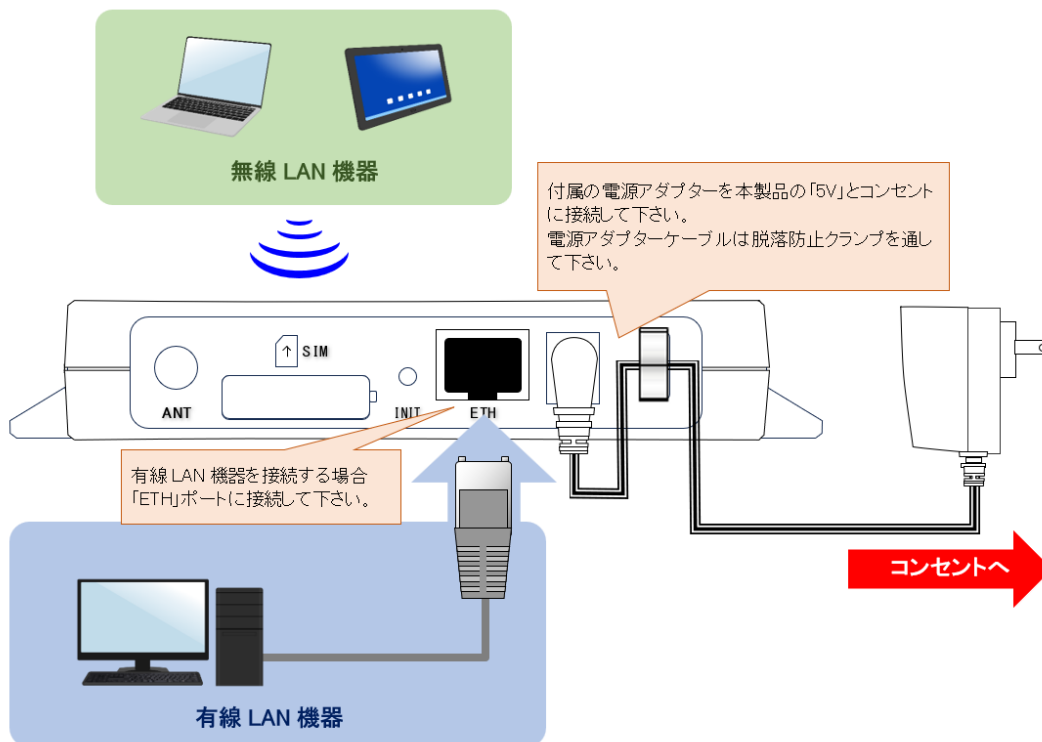 無線 LAN 機器
付属の電源アダプターを本製品の「5V」とコンセント
に接続して下さい。
電源アダプターケーブルは脱落防止クランプを通し
て下さい。
SIM
ANT
INIT
ETH
有線 LAN 機器を接続する場合
「ETH」ポートに接続して下さい。
コンセントへ
有線 LAN 機器